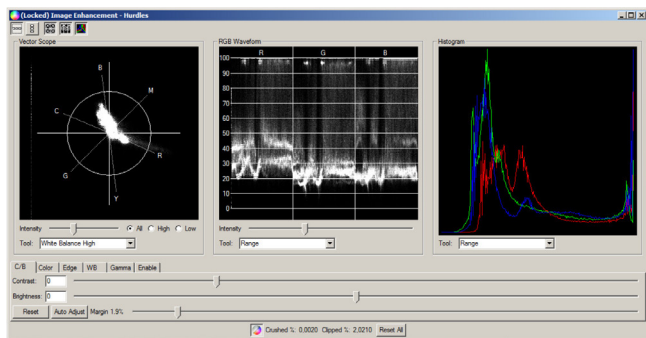 (Locked) Image Enhancement - Hurdles
Vector Scope
RGB Waveform
Histogram
B
M
C
R
G
Y
R G B
100
90
80
70
60
50
40
30
20
10
0
Intensity All High Low
Tool: White Balance High
Intensity
Tool: Range
Tool: Range
C/B Color Edge WB Gamma Enable
Contrast: 0
Brightness: 0
Reset Auto Adjust Margin 1.9%
Crushed %: 0,0020 Clipped %: 2,0210 Reset All